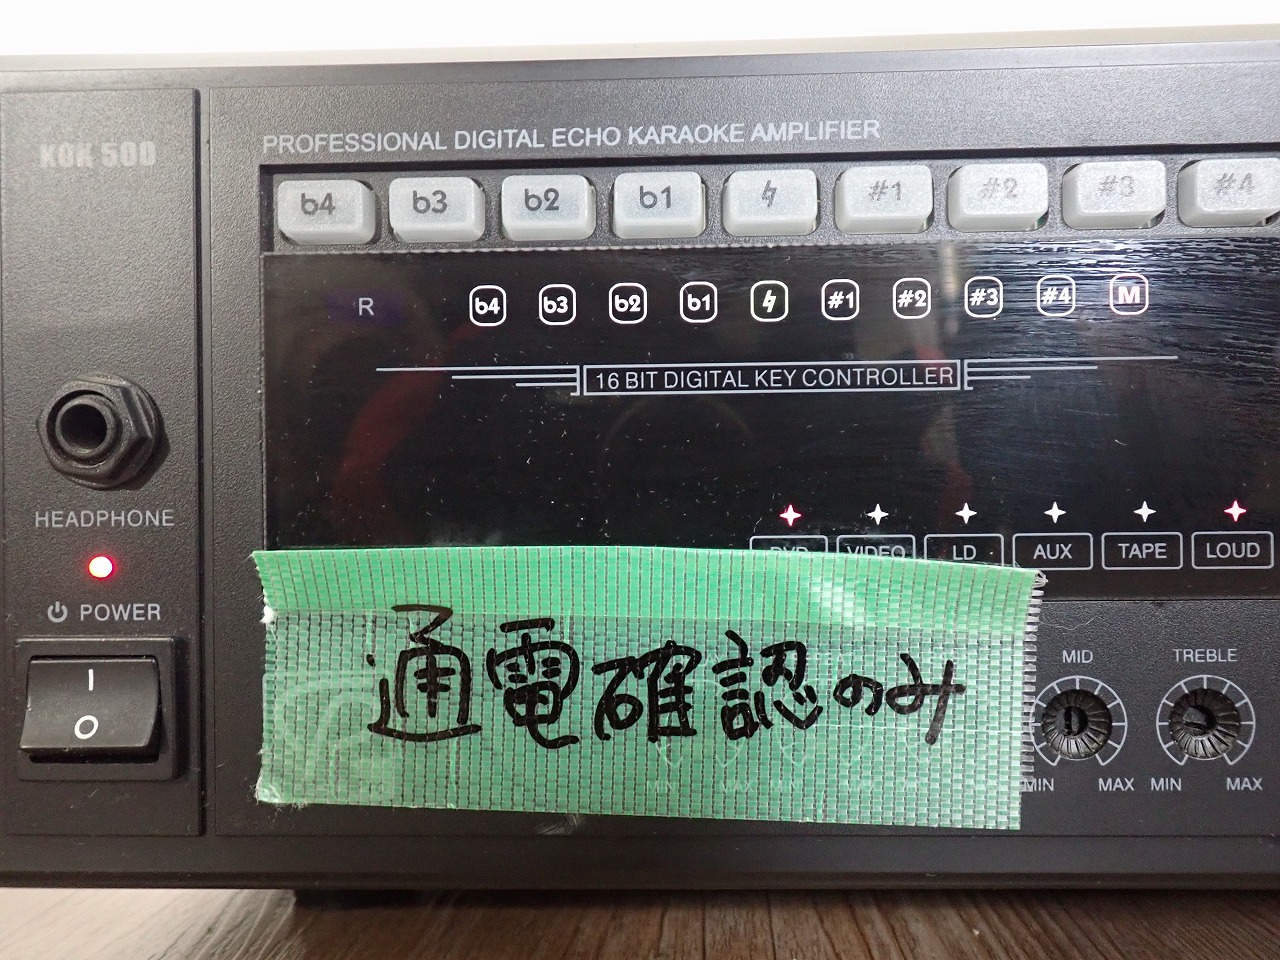 PROFESSIONAL DIGITAL ECHO KARAOKE AMPLIFIER
b4 b3 b2 b1 #1 #2 #3 #4
R b4 b3 b2 b1 #1 #2 #3 #4 M
16 BIT DIGITAL KEY CONTROLLER
HEADPHONE
POWER
I
O
DVD VIDEO LD AUX TAPE LOUD
通電確認のみ
MID TREBLE
MIN MAX MIN MAX